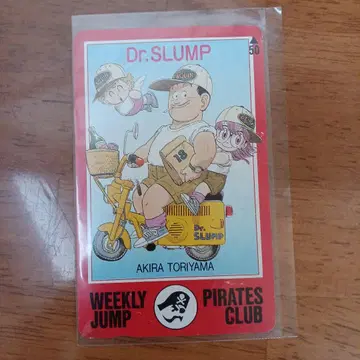 Dr. SLUMP
50
Dr. SLUMP
AKIRA TORIYAMA
WEEKLY JUMP
PIRATES CLUB